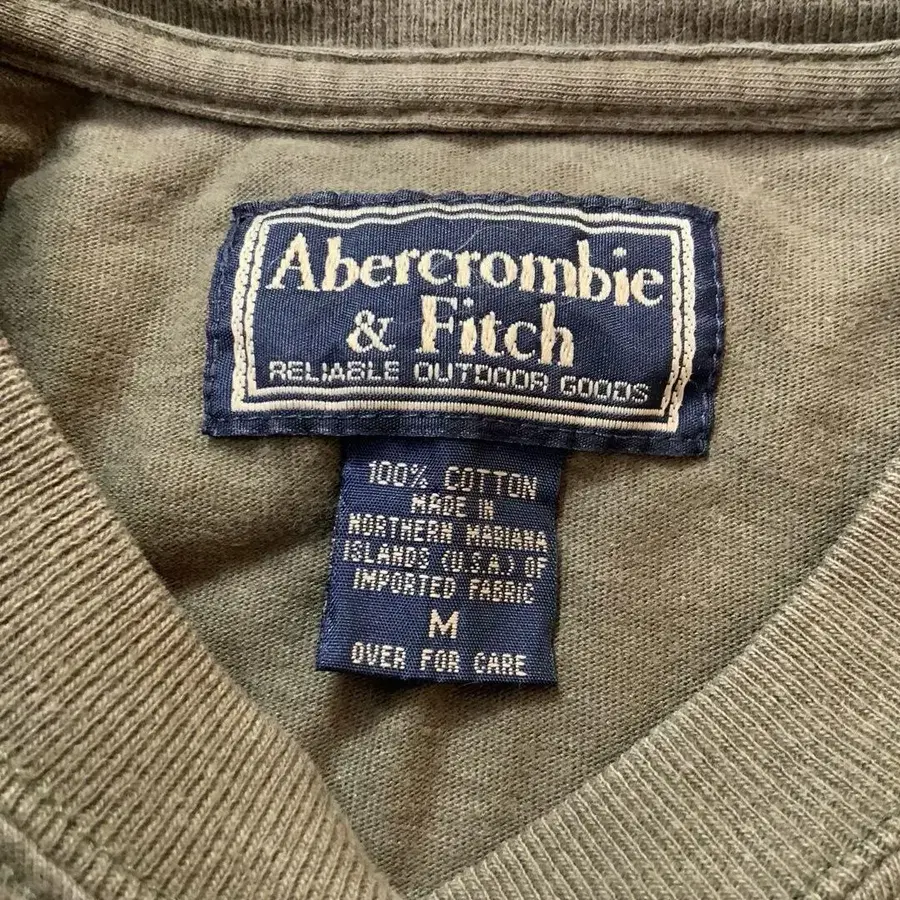 Abercrombie
& Fitch
RELIABLE OUTDOOR GOODS
100% COTTON
MADE IN
NORTHERN MARIANA
ISLANDS (U.S.A.) OF
IMPORTED FABRIC
M
OVER FOR CARE